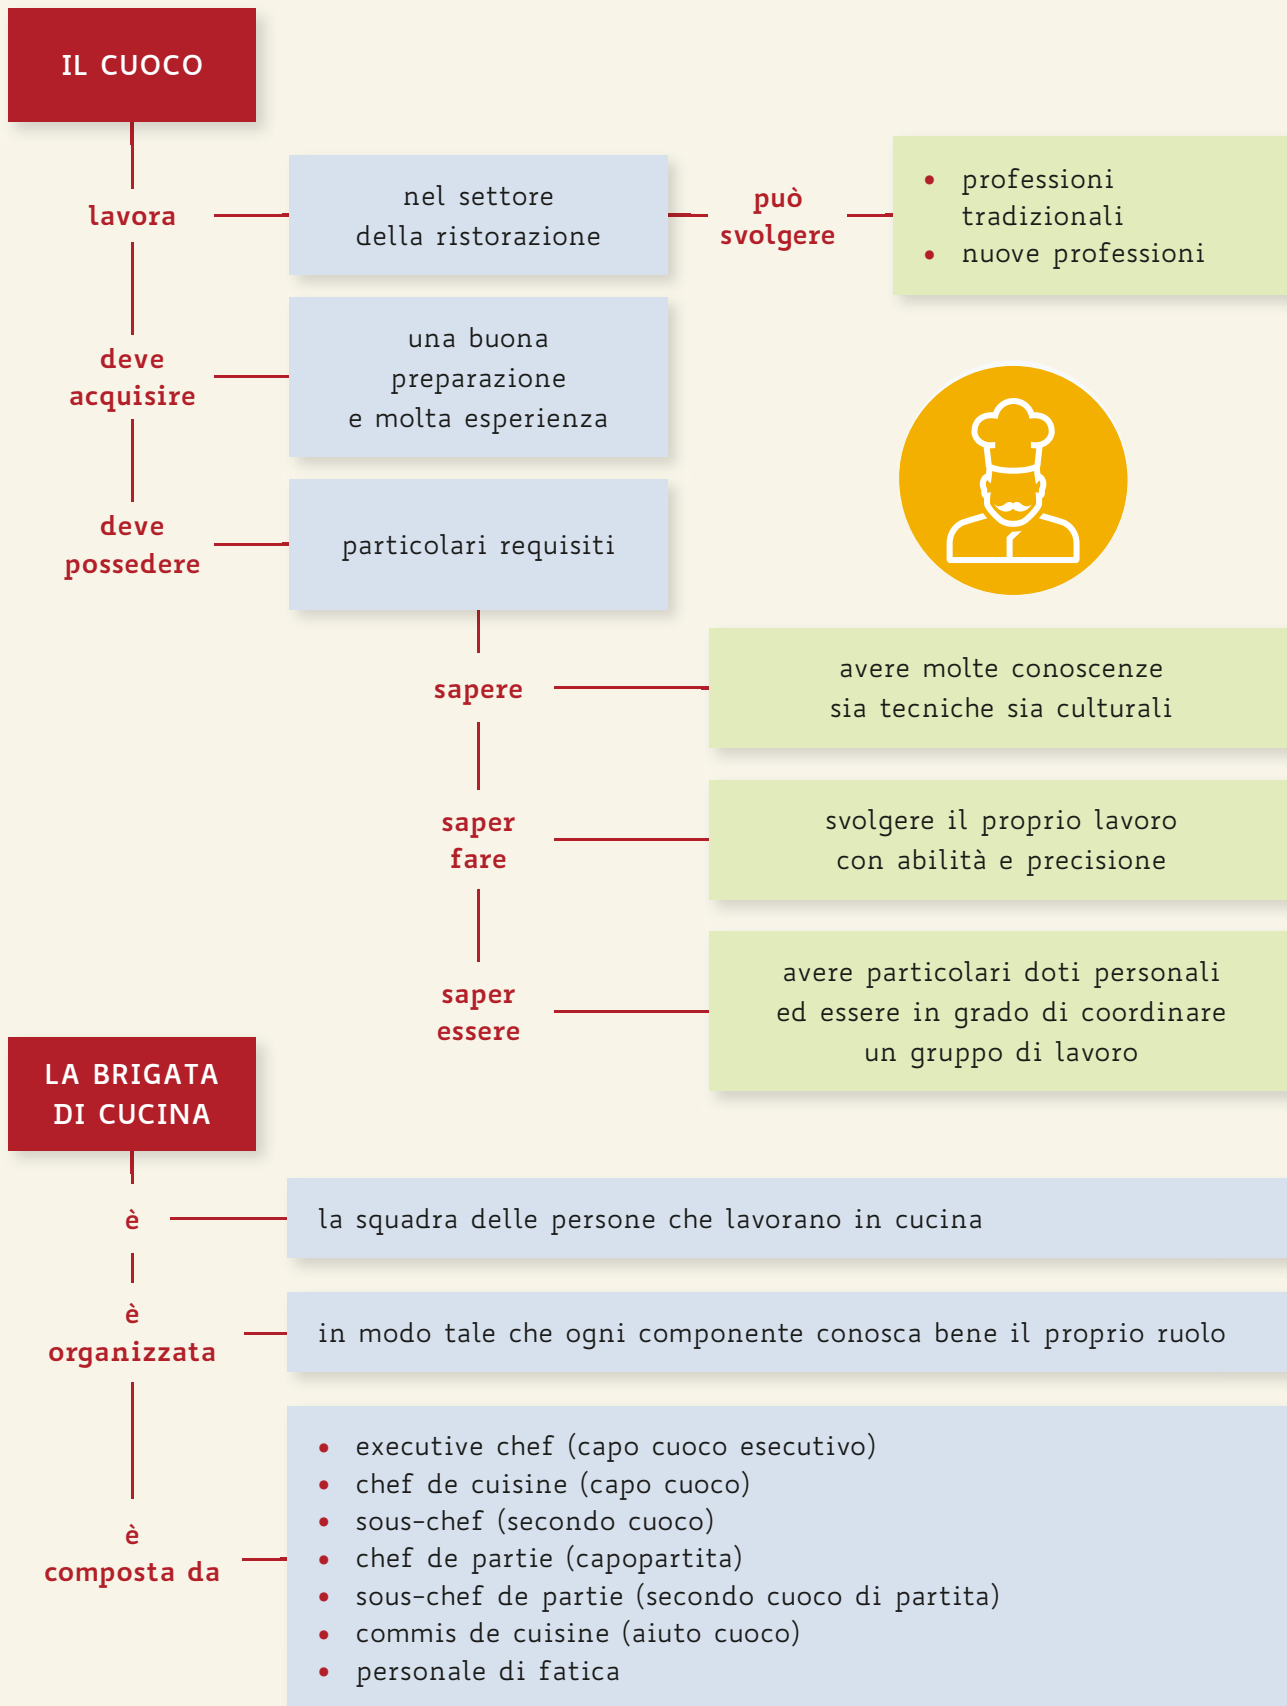 IL CUOCO
lavora
nel settore
della ristorazione
può
svolgere
• professioni
tradizionali
• nuove professioni
deve
acquisire
una buona
preparazione
e molta esperienza
deve
possedere
particolari requisiti
sapere
avere molte conoscenze
sia tecniche sia culturali
saper
fare
svolgere il proprio lavoro
con abilità e precisione
saper
essere
avere particolari doti personali
ed essere in grado di coordinare
un gruppo di lavoro
LA BRIGATA
DI CUCINA
è
la squadra delle persone che lavorano in cucina
è
organizzata
in modo tale che ogni componente conosca bene il proprio ruolo
è
composta da
• executive chef (capo cuoco esecutivo)
• chef de cuisine (capo cuoco)
• sous-chef (secondo cuoco)
• chef de partie (capopartita)
• sous-chef de partie (secondo cuoco di partita)
• commis de cuisine (aiuto cuoco)
• personale di fatica